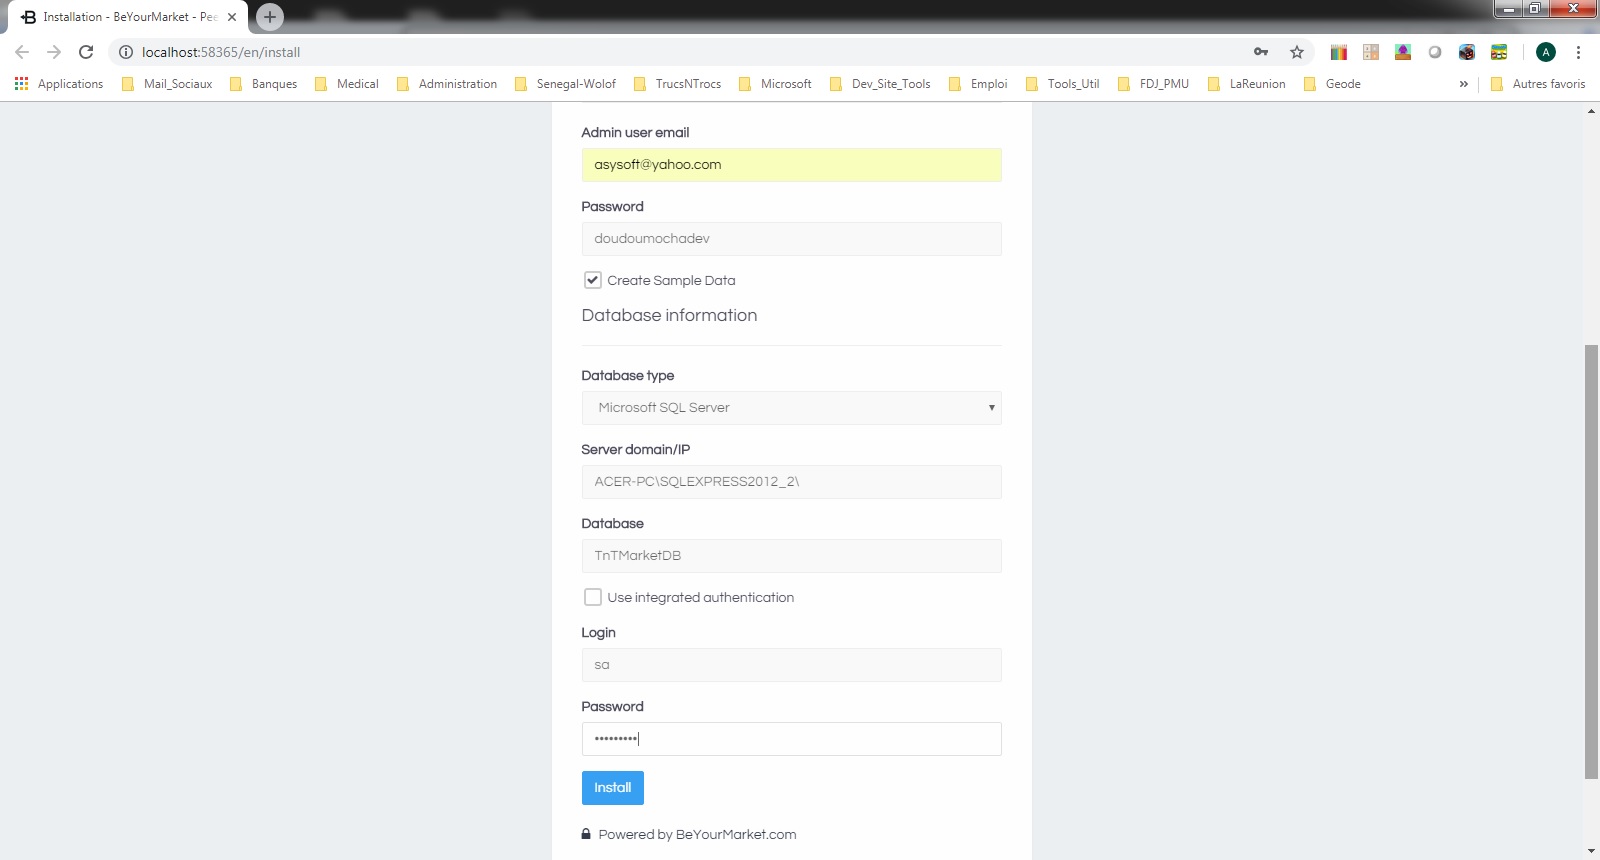 Installation - BeYourMarket - Pee
localhost:58365/en/install
A
Applications Mail_Sociaux Banques Medical Administration Senegal-Wolof TrucsNTrocs Microsoft Dev_Site_Tools Emploi Tools_Util FDJ_PMU LaReunion Geode » Autres favoris
Admin user email
asysoft@yahoo.com
Password
doudoumochadev
Create Sample Data
Database information
Database type
Microsoft SQL Server
Server domain/IP
ACER-PC\SQLEXPRESS2012_2\
Database
TnTMarketDB
Use integrated authentication
Login
sa
Password
•••••••••
Install
Powered by BeYourMarket.com